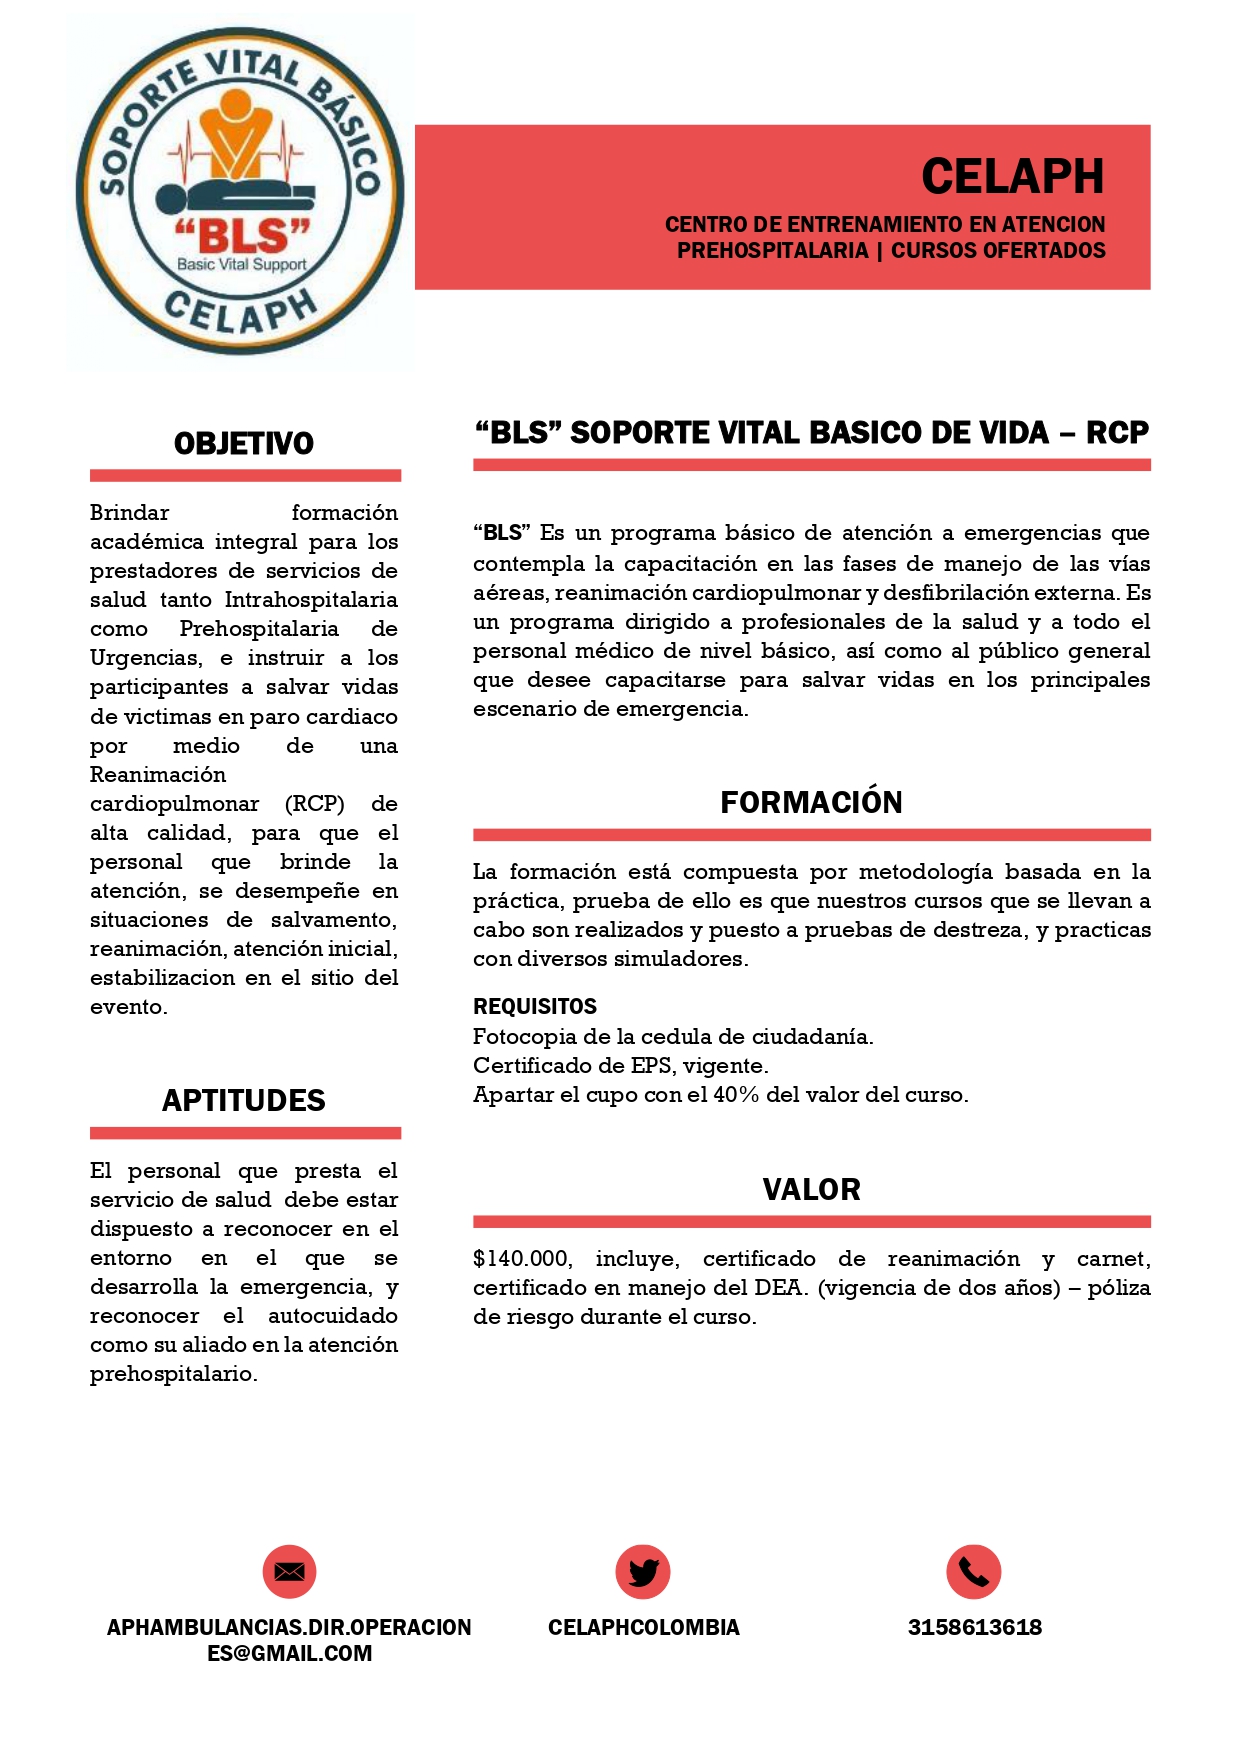 SOPORTE VITAL BÁSICO
“BLS”
Basic Vital Support
CELAPH
CELAPH
CENTRO DE ENTRENAMIENTO EN ATENCION
PREHOSPITALARIA | CURSOS OFERTADOS
OBJETIVO
Brindar formación
académica integral para los
prestadores de servicios de
salud tanto Intrahospitalaria
como Prehospitalaria de
Urgencias, e instruir a los
participantes a salvar vidas
de victimas en paro cardiaco
por medio de una
Reanimación
cardiopulmonar (RCP) de
alta calidad, para que el
personal que brinde la
atención, se desempeñe en
situaciones de salvamento,
reanimación, atención inicial,
estabilizacion en el sitio del
evento.
APTITUDES
El personal que presta el
servicio de salud debe estar
dispuesto a reconocer en el
entorno en el que se
desarrolla la emergencia, y
reconocer el autocuidado
como su aliado en la atención
prehospitalario.
“BLS” SOPORTE VITAL BASICO DE VIDA – RCP
“BLS” Es un programa básico de atención a emergencias que
contempla la capacitación en las fases de manejo de las vías
aéreas, reanimación cardiopulmonar y desfibrilación externa. Es
un programa dirigido a profesionales de la salud y a todo el
personal médico de nivel básico, así como al público general
que desee capacitarse para salvar vidas en los principales
escenario de emergencia.
FORMACIÓN
La formación está compuesta por metodología basada en la
práctica, prueba de ello es que nuestros cursos que se llevan a
cabo son realizados y puesto a pruebas de destreza, y practicas
con diversos simuladores.
REQUISITOS
Fotocopia de la cedula de ciudadanía.
Certificado de EPS, vigente.
Apartar el cupo con el 40% del valor del curso.
VALOR
$140.000, incluye, certificado de reanimación y carnet,
certificado en manejo del DEA. (vigencia de dos años) – póliza
de riesgo durante el curso.
APHAMBULANCIAS.DIR.OPERACION
ES@GMAIL.COM
CELAPHCOLOMBIA
3158613618